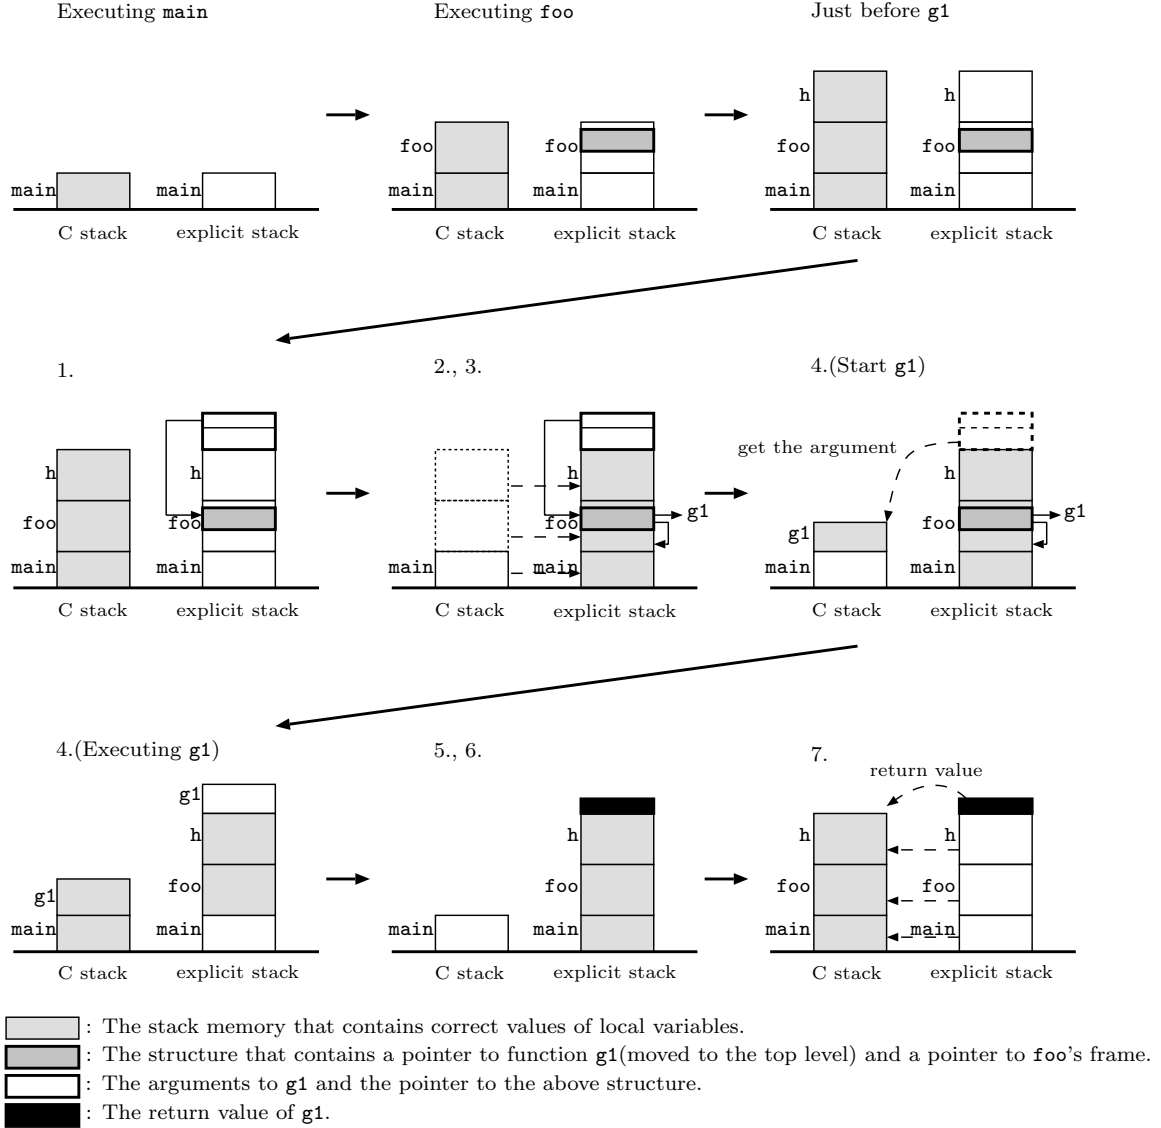 Executing main
Executing foo
Just before g1
main
main
C stack
explicit stack
foo
main
foo
main
C stack
explicit stack
h
foo
main
h
foo
main
C stack
explicit stack
1.
h
foo
main
h
foo
main
C stack
explicit stack
2., 3.
main
h
foo
main
g1
C stack
explicit stack
4.(Start g1)
get the argument
g1
main
h
foo
main
g1
C stack
explicit stack
4.(Executing g1)
g1
main
g1
h
foo
main
C stack
explicit stack
5., 6.
main
h
foo
main
C stack
explicit stack
7.
return value
h
foo
main
h
foo
main
C stack
explicit stack
: The stack memory that contains correct values of local variables.
: The structure that contains a pointer to function g1(moved to the top level) and a pointer to foo's frame.
: The arguments to g1 and the pointer to the above structure.
: The return value of g1.